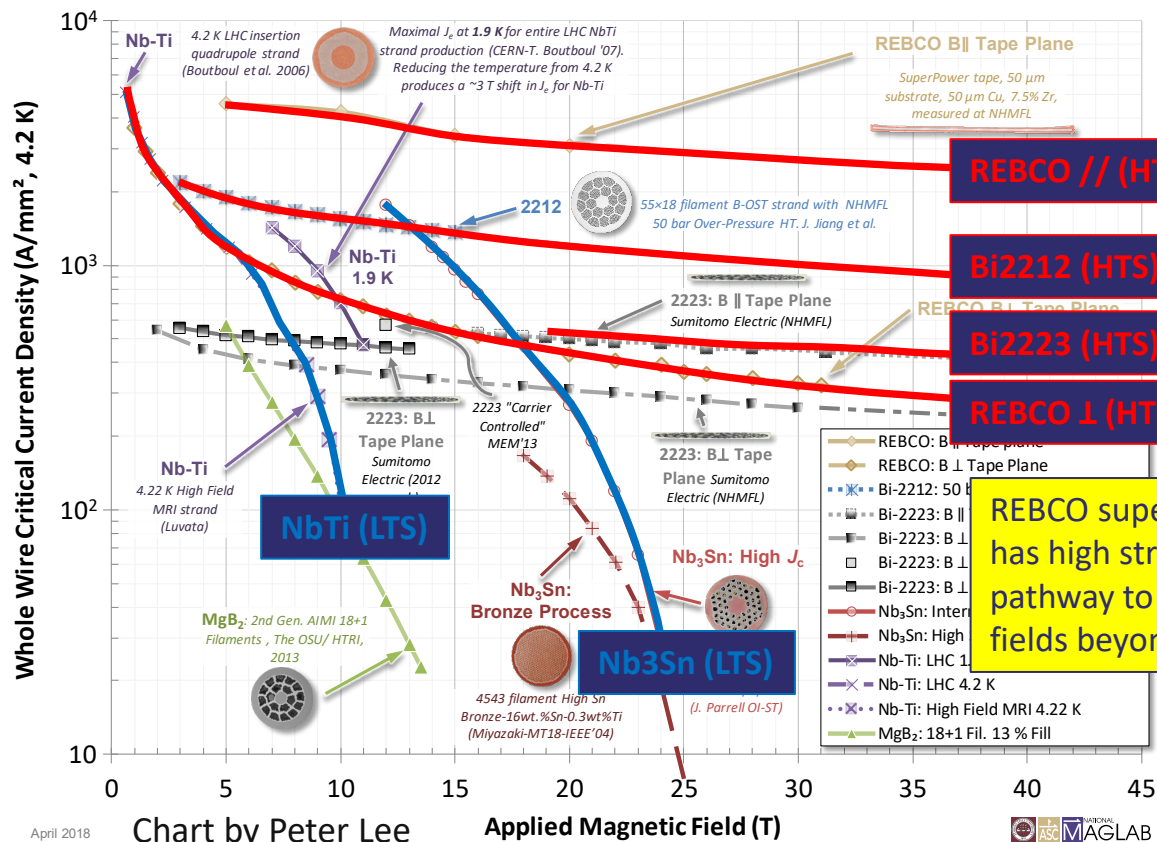 10⁴
10³
10²
10
Whole Wire Critical Current Density (A/mm², 4.2 K)
Nb-Ti
4.2 K LHC insertion
quadrupole strand
(Boutboul et al. 2006)
Maximal Jₑ at 1.9 K for entire LHC NbTi
strand production (CERN-T. Boutboul '07).
Reducing the temperature from 4.2 K
produces a ~3 T shift in Jₑ for Nb-Ti
REBCO B∥ Tape Plane
SuperPower tape, 50 μm
substrate, 50 μm Cu, 7.5% Zr,
measured at NHMFL
REBCO // (HT
2212
55×18 filament B-OST strand with NHMFL
50 bar Over-Pressure HT. J. Jiang et al.
Nb-Ti
1.9 K
Bi2212 (HTS)
2223: B ∥ Tape Plane
Sumitomo Electric (NHMFL)
REBCO B⊥ Tape Plane
Bi2223 (HTS)
REBCO ⊥ (HT
2223: B⊥
Tape Plane
Sumitomo
Electric (2012
2223 "Carrier
Controlled"
MEM'13
2223: B⊥ Tape
Plane Sumitomo
Electric (NHMFL)
Nb-Ti
4.22 K High Field
MRI strand
(Luvata)
NbTi (LTS)
MgB₂: 2nd Gen. AIMI 18+1
Filaments , The OSU/ HTRI,
2013
Nb₃Sn:
Bronze Process
Nb₃Sn: High Jc
Nb3Sn (LTS)
4543 filament High Sn
Bronze-16wt.%Sn-0.3wt%Ti
(Miyazaki-MT18-IEEE'04)
(J. Parrell OI-ST)
REBCO: B∥ Tape plane
REBCO: B⊥ Tape Plane
Bi-2212: 50 b
Bi-2223: B ∥
Bi-2223: B⊥
Bi-2223: B⊥
Bi-2223: B⊥
Nb₃Sn: Inter
Nb₃Sn: High
Nb-Ti: LHC 1
Nb-Ti: LHC 4.2 K
Nb-Ti: High Field MRI 4.22 K
MgB₂: 18+1 Fil. 13 % Fill
REBCO supe
has high str
pathway to
fields beyor
0 5 10 15 20 25 30 35 40 45
April 2018
Chart by Peter Lee
Applied Magnetic Field (T)
ASC
NATIONAL
MAGLAB